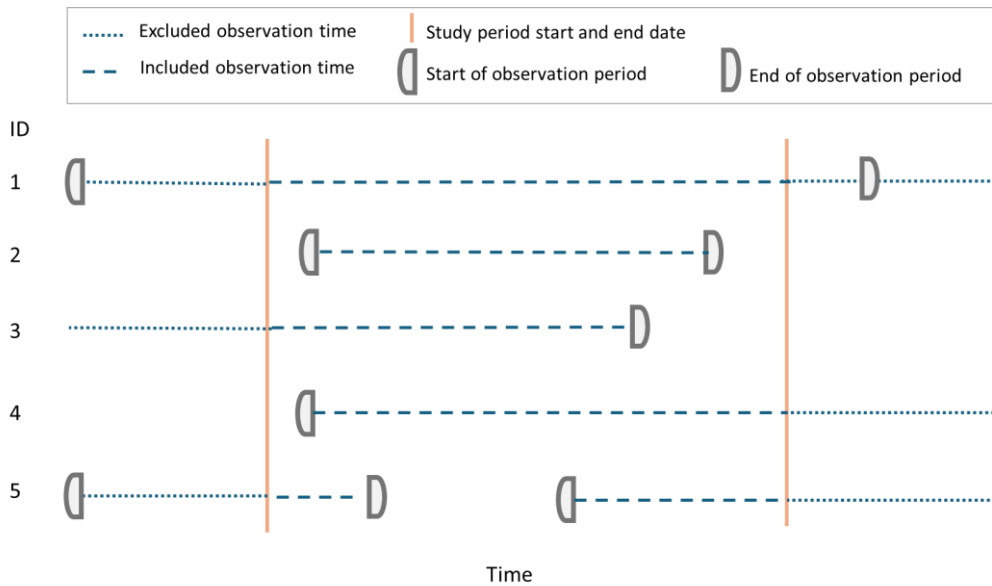 Excluded observation time
Study period start and end date
Included observation time
Start of observation period
End of observation period
ID
1
2
3
4
5
Time